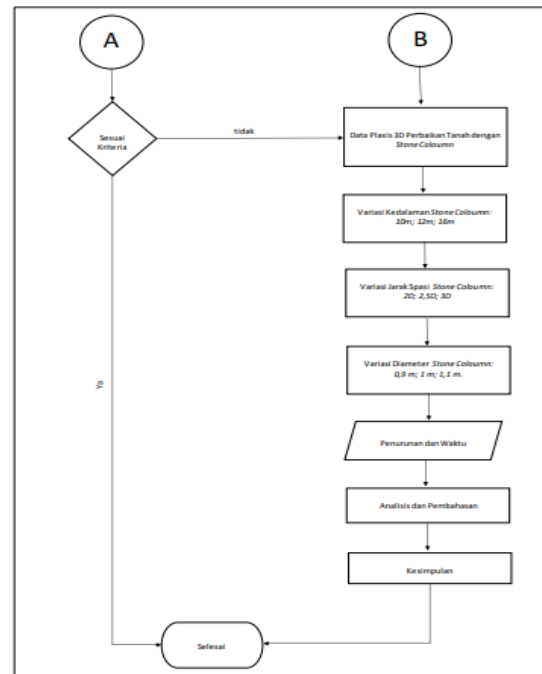 A
B
Sesuai
Kriteria
tidak
Data Plaxis 3D Perbaikan Tanah dengan
Stone Coloumn
Variasi Kedalaman Stone Coloumn:
10m; 12m; 16m
Variasi Jarak Spasi Stone Coloumn:
2D; 2,5D; 3D
Variasi Diameter Stone Coloumn:
0,9 m; 1 m; 1,1 m.
Ya
Penurunan dan Waktu
Analisis dan Pembahasan
Kesimpulan
Selesai